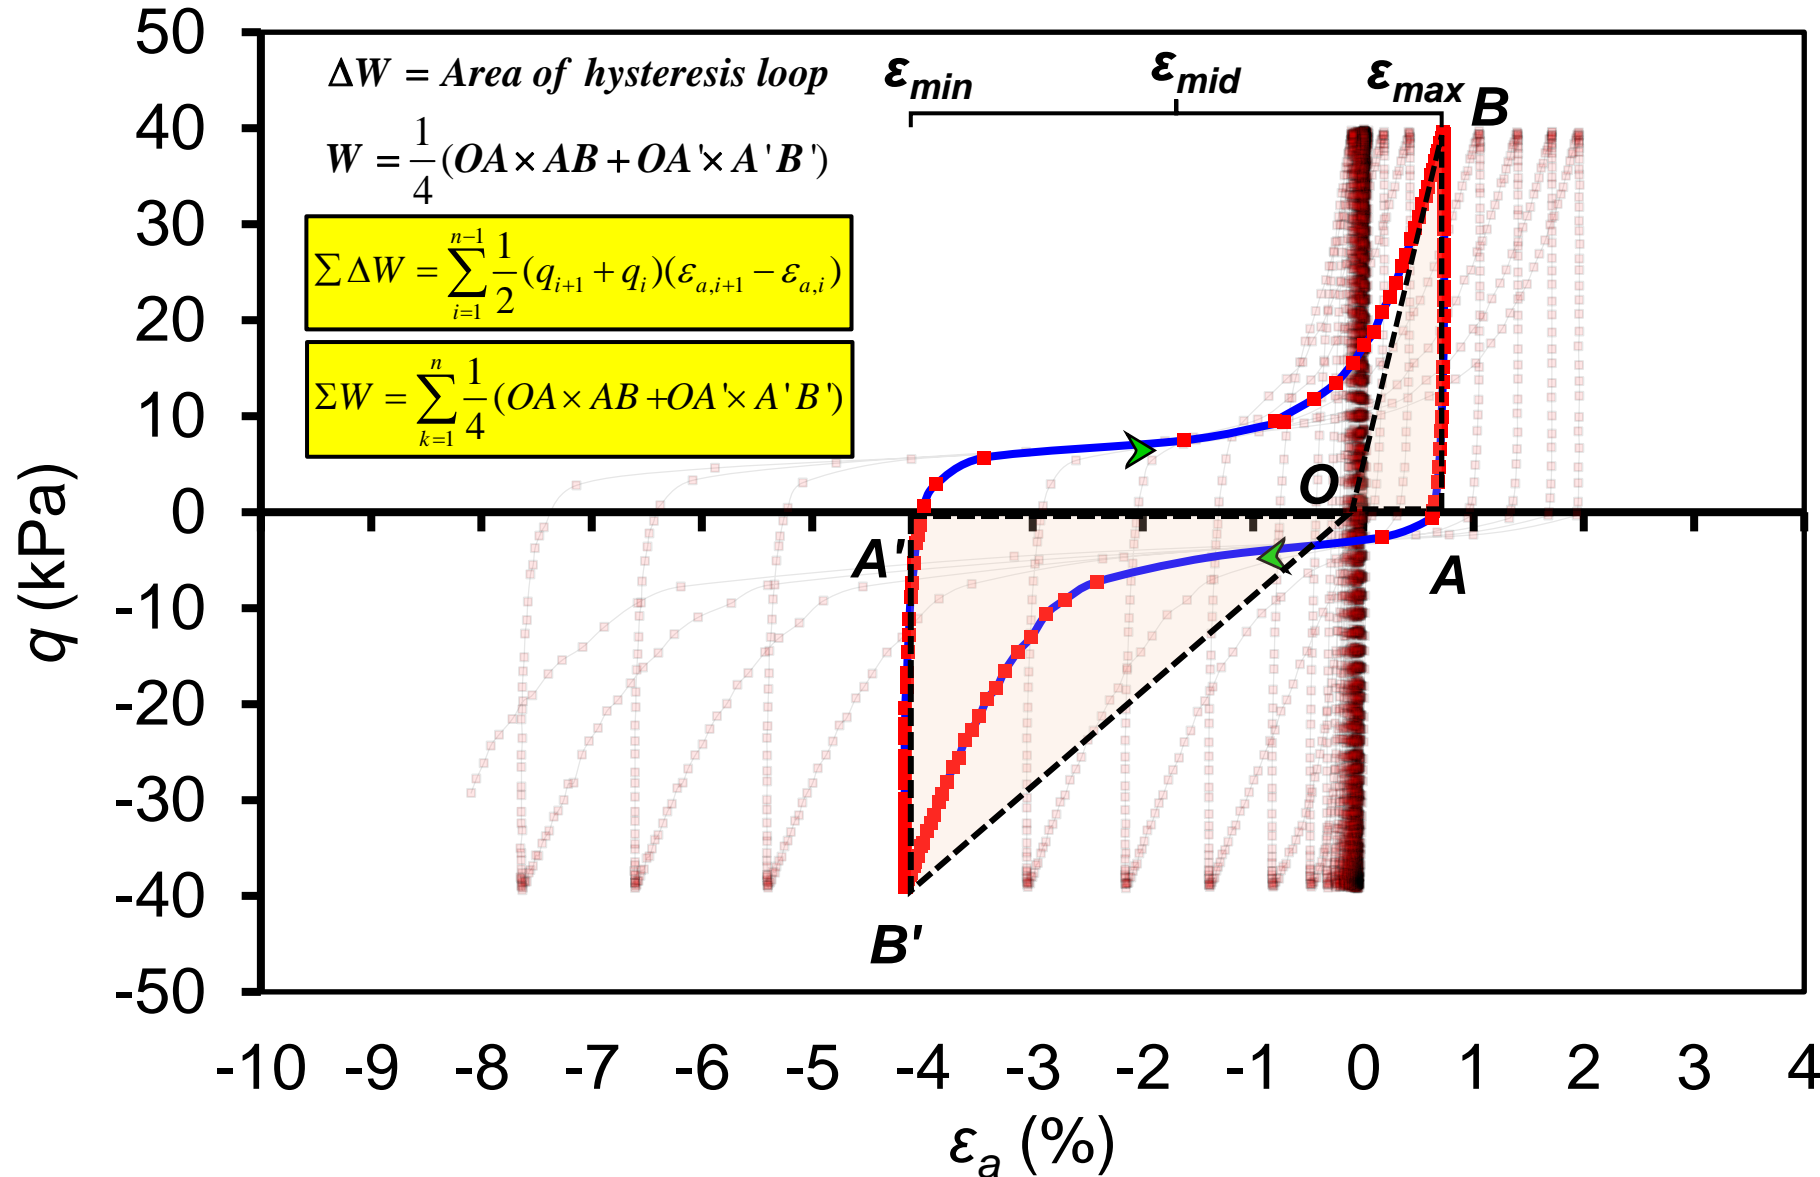 ΔW = Area of hysteresis loop
W = 1/4 (OA × AB + OA' × A'B')
ΣΔW = Σ_{i=1}^{n−1} 1/2 (q_{i+1} + q_i)(ε_{a,i+1} − ε_{a,i})
ΣW = Σ_{k=1}^{n} 1/4 (OA × AB + OA' × A'B')
ε_min ε_mid ε_max B
O
A' A
B'
50
40
30
20
10
0
-10
-20
-30
-40
-50
q (kPa)
-10 -9 -8 -7 -6 -5 -4 -3 -2 -1 0 1 2 3 4
ε_a (%)